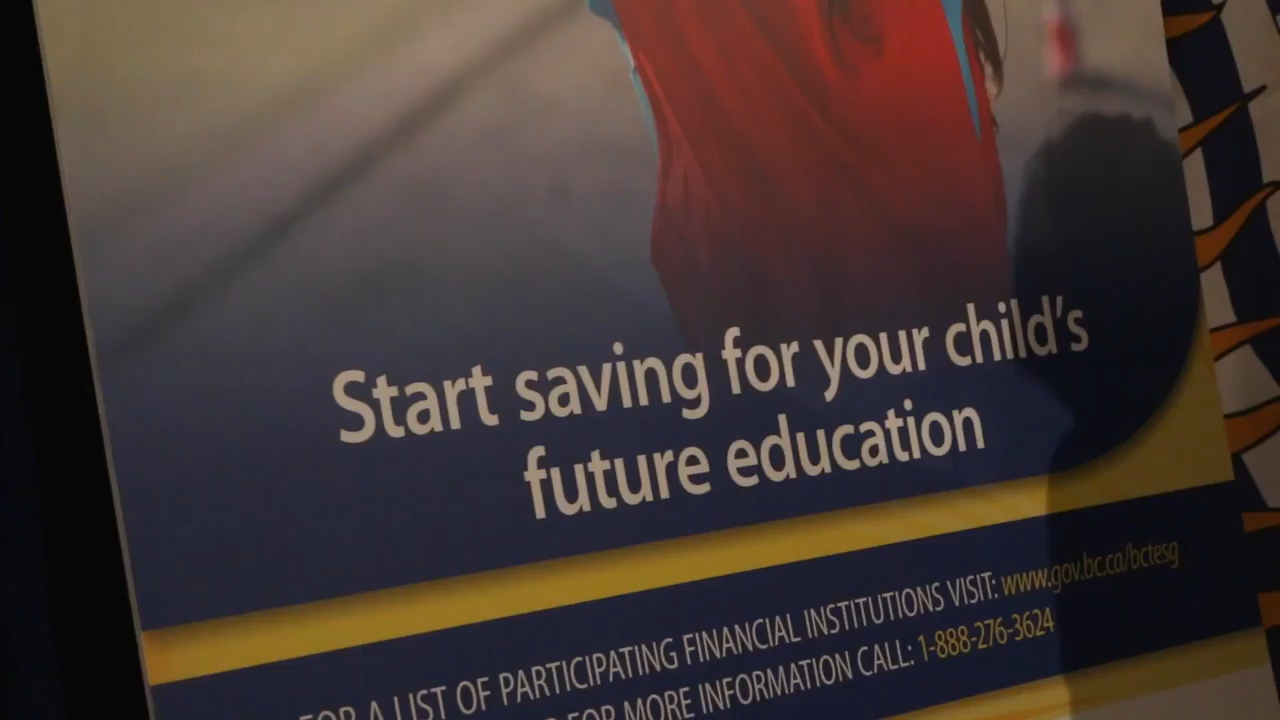 Start saving for your child's
future education
FOR A LIST OF PARTICIPATING FINANCIAL INSTITUTIONS VISIT: www.gov.bc.ca/bctesg
FOR MORE INFORMATION CALL: 1-888-276-3624